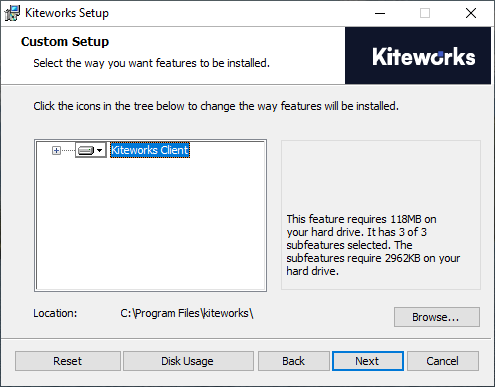 Kiteworks Setup
Custom Setup
Select the way you want features to be installed.
Kiteworks
Click the icons in the tree below to change the way features will be installed.
Kiteworks Client
This feature requires 118MB on
your hard drive. It has 3 of 3
subfeatures selected. The
subfeatures require 2962KB on your
hard drive.
Location: C:\Program Files\kiteworks\
Browse...
Reset Disk Usage Back Next Cancel